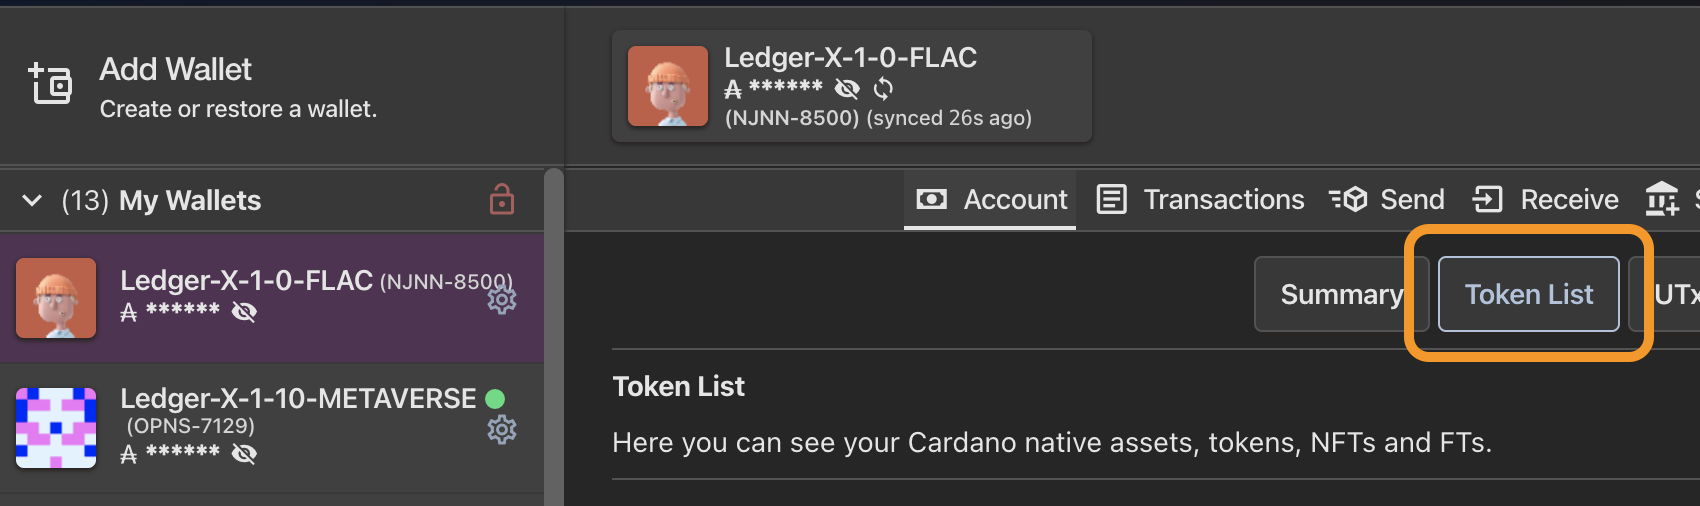 Add Wallet
Create or restore a wallet.
Ledger-X-1-0-FLAC
₳ ******
(NJNN-8500) (synced 26s ago)
(13) My Wallets
Account
Transactions
Send
Receive
Ledger-X-1-0-FLAC (NJNN-8500)
₳ ******
Ledger-X-1-10-METAVERSE
(OPNS-7129)
₳ ******
Summary
Token List
UTx
Token List
Here you can see your Cardano native assets, tokens, NFTs and FTs.